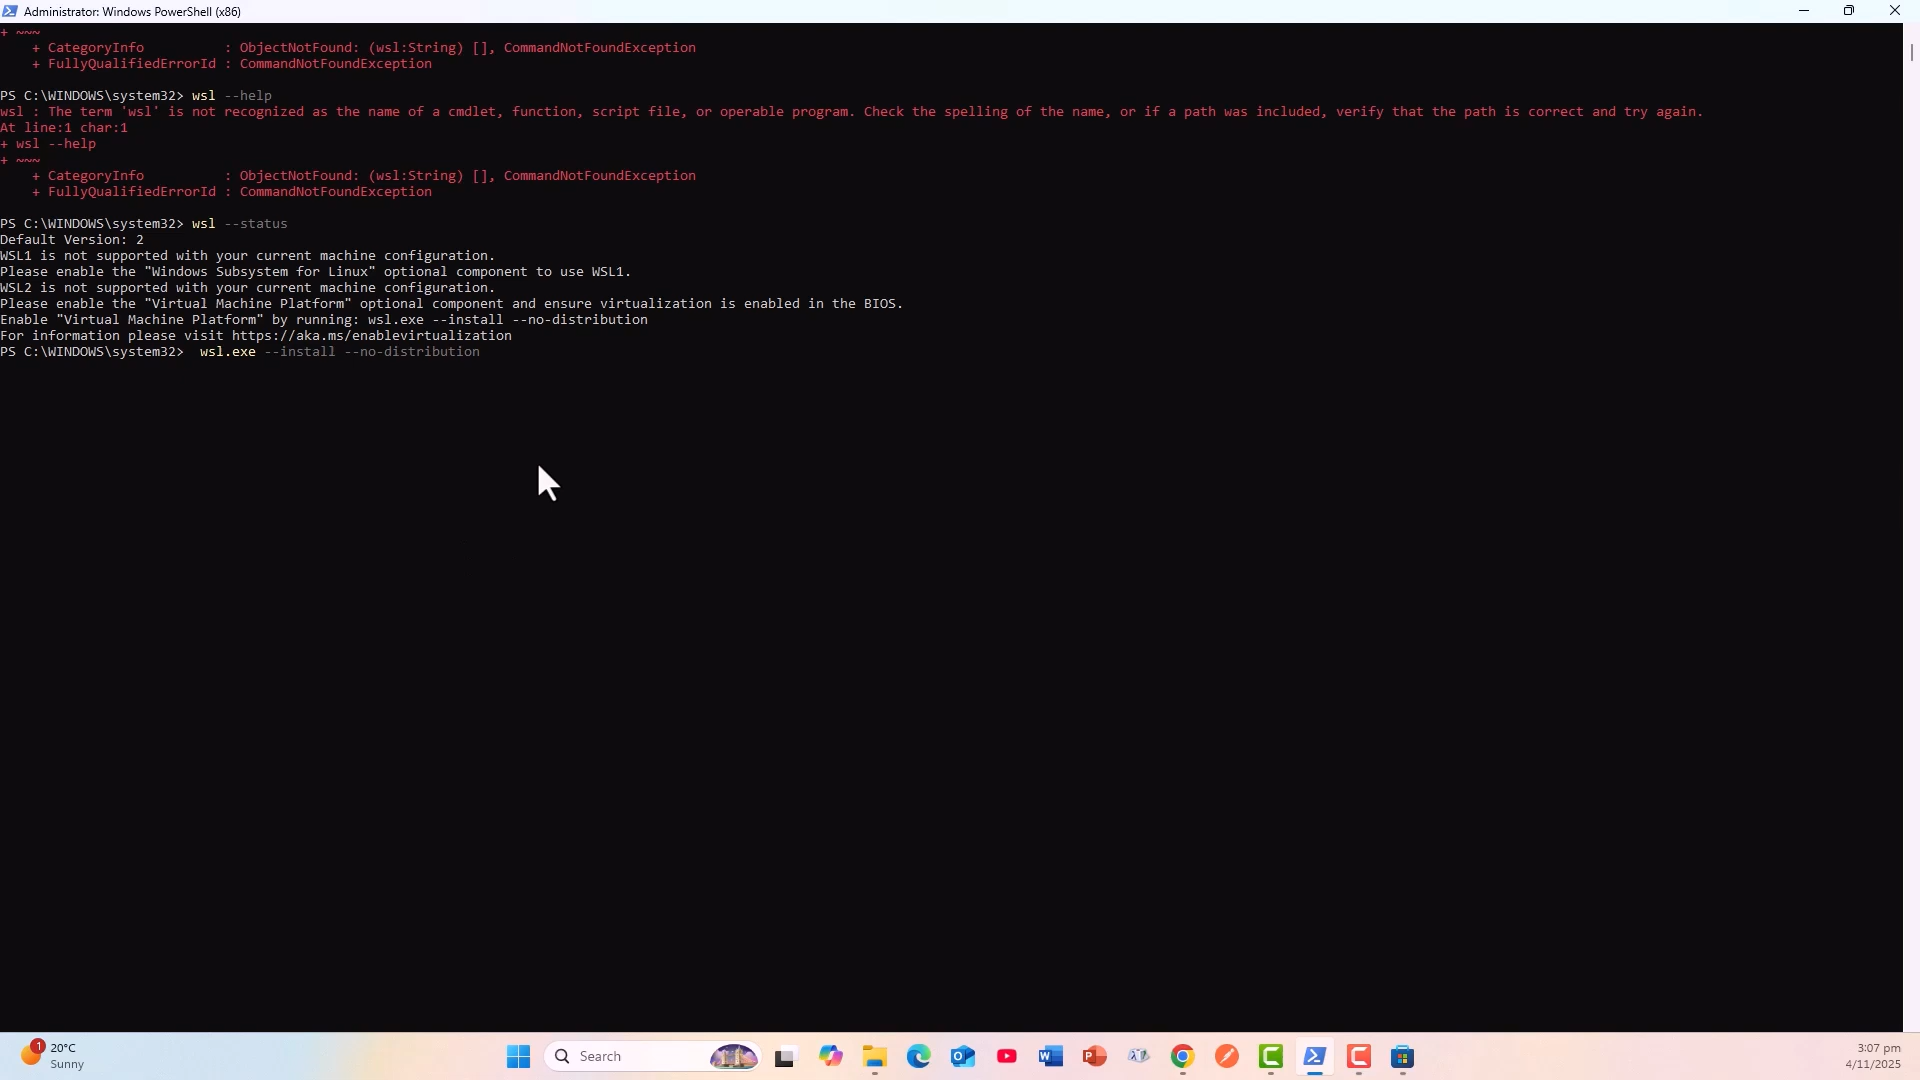 Administrator: Windows PowerShell (x86)
+ ~~~
    + CategoryInfo          : ObjectNotFound: (wsl:String) [], CommandNotFoundException
    + FullyQualifiedErrorId : CommandNotFoundException
PS C:\WINDOWS\system32> wsl --help
wsl : The term 'wsl' is not recognized as the name of a cmdlet, function, script file, or operable program. Check the spelling of the name, or if a path was included, verify that the path is correct and try again.
At line:1 char:1
+ wsl --help
+ ~~~
    + CategoryInfo          : ObjectNotFound: (wsl:String) [], CommandNotFoundException
    + FullyQualifiedErrorId : CommandNotFoundException
PS C:\WINDOWS\system32> wsl --status
Default Version: 2
WSL1 is not supported with your current machine configuration.
Please enable the "Windows Subsystem for Linux" optional component to use WSL1.
WSL2 is not supported with your current machine configuration.
Please enable the "Virtual Machine Platform" optional component and ensure virtualization is enabled in the BIOS.
Enable "Virtual Machine Platform" by running: wsl.exe --install --no-distribution
For information please visit https://aka.ms/enablevirtualization
PS C:\WINDOWS\system32>  wsl.exe --install --no-distribution
1
20°C
Sunny
Search
3:07 pm
4/11/2025